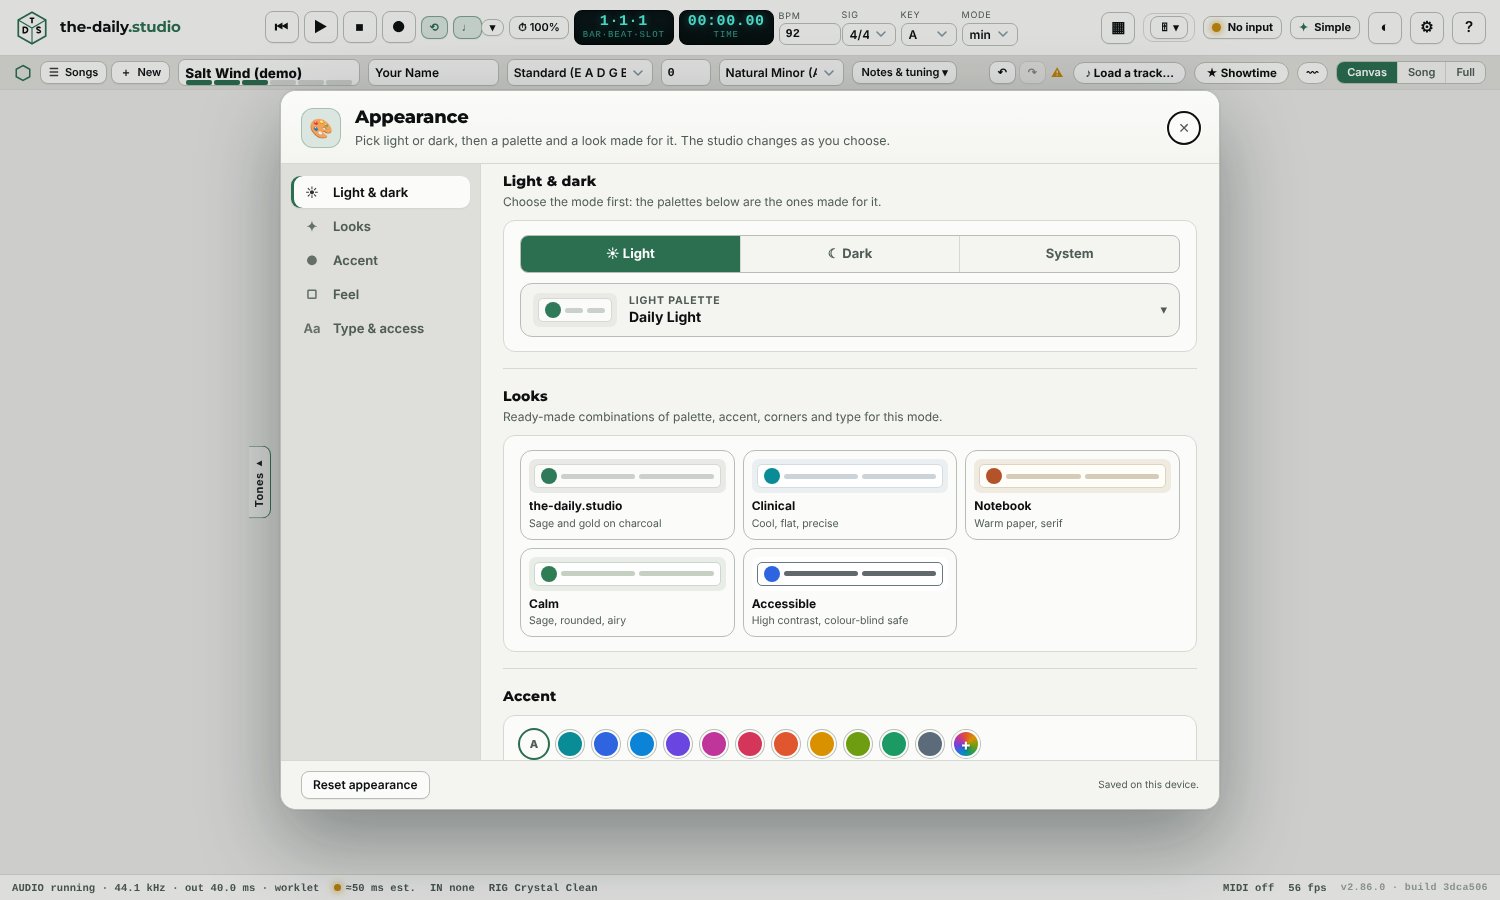 T
D S
the-daily.studio
100%
1·1·1
BAR·BEAT·SLOT
00:00.00
TIME
BPM
92
SIG
4/4
KEY
A
MODE
min
No input
Simple
?
Songs
+ New
Salt Wind (demo)
Your Name
Standard (E A D G E
0
Natural Minor (A
Notes & tuning
Load a track...
Showtime
Canvas
Song
Full
Appearance
Pick light or dark, then a palette and a look made for it. The studio changes as you choose.
Light & dark
Looks
Accent
Feel
Aa Type & access
Light & dark
Choose the mode first: the palettes below are the ones made for it.
Light
Dark
System
LIGHT PALETTE
Daily Light
Looks
Ready-made combinations of palette, accent, corners and type for this mode.
the-daily.studio
Sage and gold on charcoal
Clinical
Cool, flat, precise
Notebook
Warm paper, serif
Calm
Sage, rounded, airy
Accessible
High contrast, colour-blind safe
Accent
A
+
Reset appearance
Saved on this device.
Tones
AUDIO running · 44.1 kHz · out 40.0 ms · worklet
≈50 ms est.
IN none
RIG Crystal Clean
MIDI off
56 fps
v2.86.0 · build 3dca506